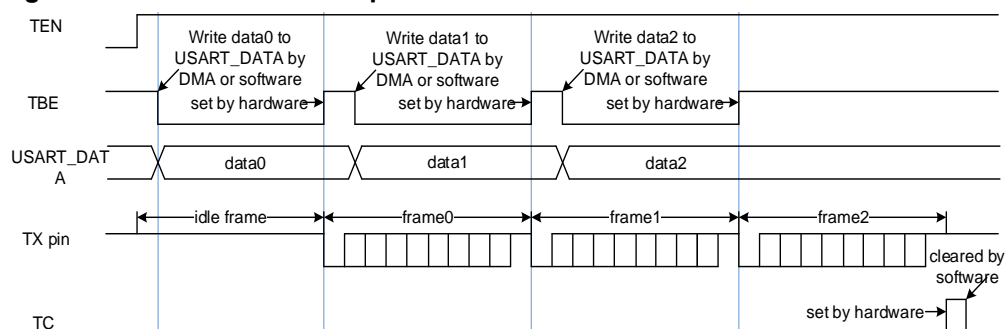 TEN
Write data0 to
USART_DATA by
DMA or software
Write data1 to
USART_DATA by
DMA or software
Write data2 to
USART_DATA by
DMA or software
TBE
set by hardware
set by hardware
set by hardware
USART_DAT
A
data0
data1
data2
idle frame
frame0
frame1
frame2
TX pin
cleared by
software
set by hardware
TC